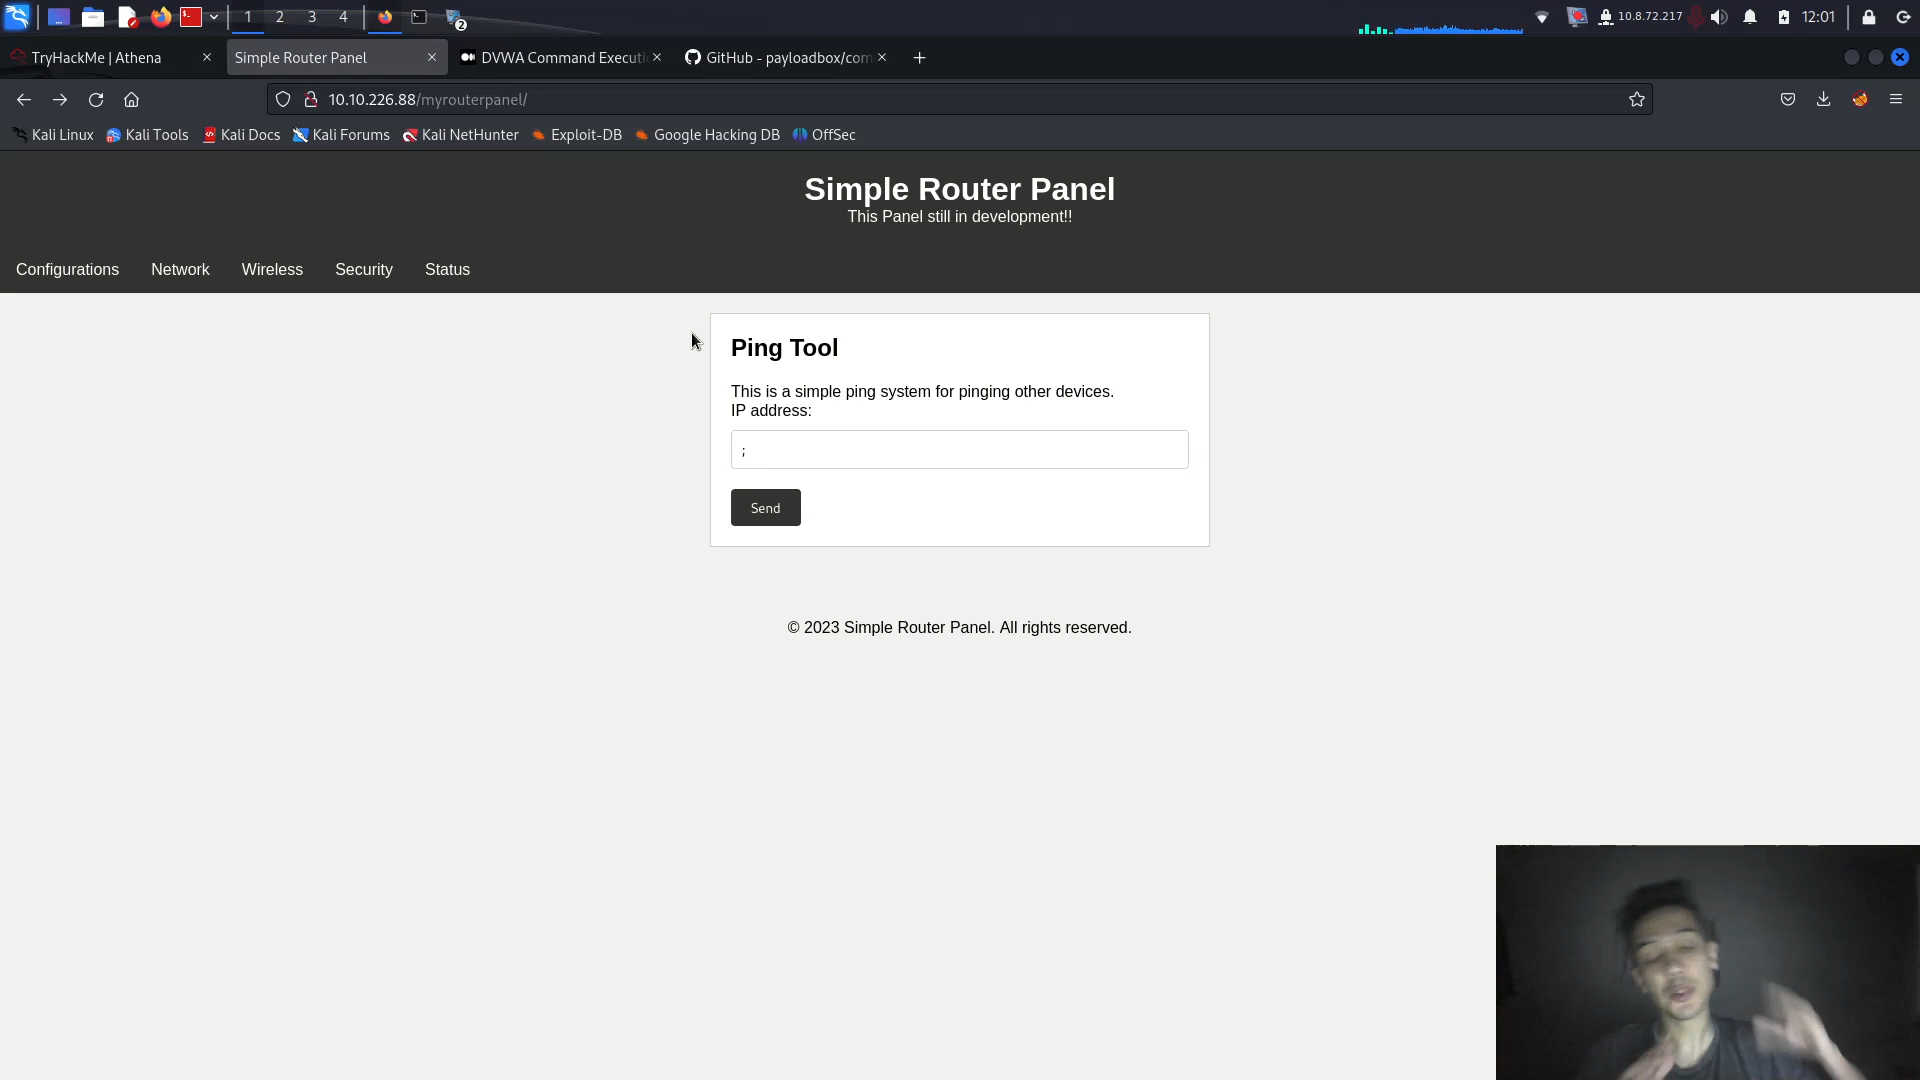 1 2 3 4 2 10.8.72.217 12:01
TryHackMe | Athena Simple Router Panel DVWA Command Executi GitHub - payloadbox/com
10.10.226.88/myrouterpanel/
Kali Linux Kali Tools Kali Docs Kali Forums Kali NetHunter Exploit-DB Google Hacking DB OffSec
Simple Router Panel
This Panel still in development!!
Configurations Network Wireless Security Status
Ping Tool
This is a simple ping system for pinging other devices.
IP address:
;
Send
© 2023 Simple Router Panel. All rights reserved.